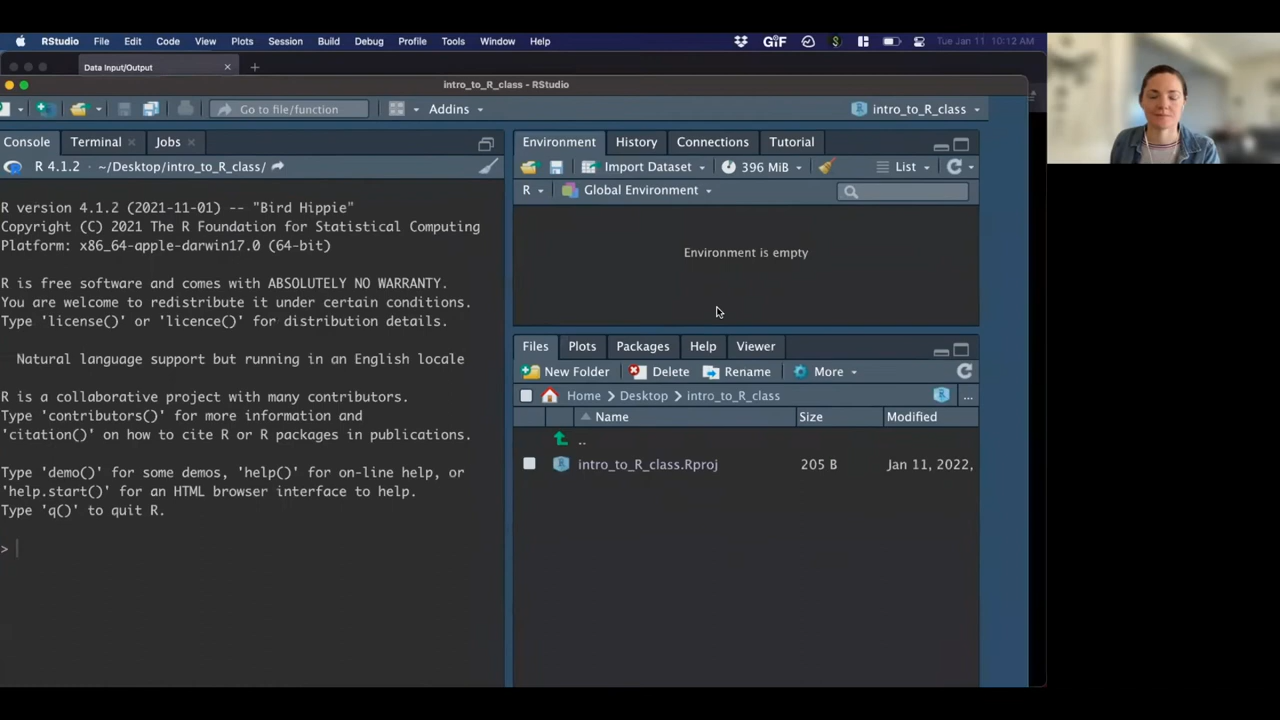 RStudio File Edit Code View Plots Session Build Debug Profile Tools Window Help GiF $ Tue Jan 11 10:12 AM
Data Input/Output
intro_to_R_class - RStudio
Go to file/function Addins intro_to_R_class
Console Terminal Jobs
R 4.1.2 · ~/Desktop/intro_to_R_class/
R version 4.1.2 (2021-11-01) -- "Bird Hippie"
Copyright (C) 2021 The R Foundation for Statistical Computing
Platform: x86_64-apple-darwin17.0 (64-bit)
R is free software and comes with ABSOLUTELY NO WARRANTY.
You are welcome to redistribute it under certain conditions.
Type 'license()' or 'licence()' for distribution details.
Natural language support but running in an English locale
R is a collaborative project with many contributors.
Type 'contributors()' for more information and
'citation()' on how to cite R or R packages in publications.
Type 'demo()' for some demos, 'help()' for on-line help, or
'help.start()' for an HTML browser interface to help.
Type 'q()' to quit R.
>
Environment History Connections Tutorial
Import Dataset 396 MiB List
R Global Environment
Environment is empty
Files Plots Packages Help Viewer
New Folder Delete Rename More
Home Desktop intro_to_R_class ...
Name Size Modified
..
intro_to_R_class.Rproj 205 B Jan 11, 2022,